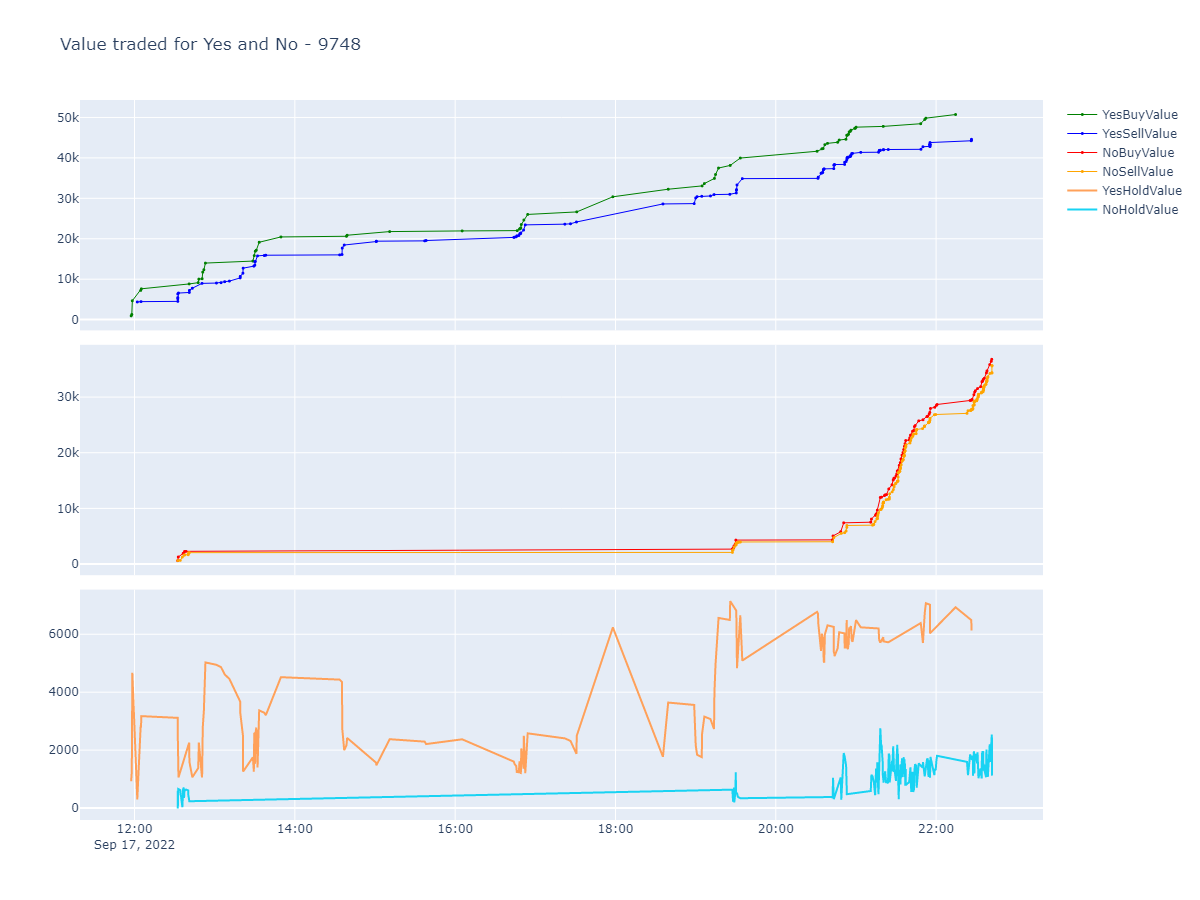 Value traded for Yes and No - 9748
50k
40k
30k
20k
10k
0
30k
20k
10k
0
6000
4000
2000
0
12:00
14:00
16:00
18:00
20:00
22:00
Sep 17, 2022
YesBuyValue
YesSellValue
NoBuyValue
NoSellValue
YesHoldValue
NoHoldValue